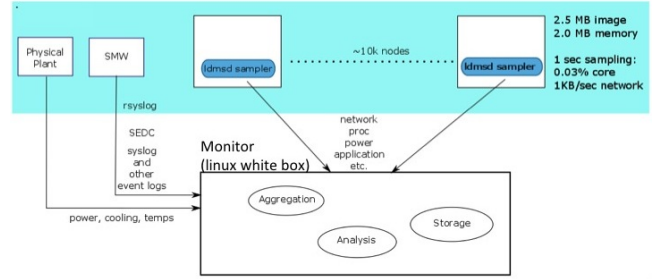 Physical
Plant
SMW
ldmsd sampler
~10k nodes
ldmsd sampler
2.5 MB image
2.0 MB memory
1 sec sampling:
0.03% core
1KB/sec network
rsyslog
SEDC
syslog
and
other
event logs
power, cooling, temps
network
proc
power
application
etc.
Monitor
(linux white box)
Aggregation
Analysis
Storage